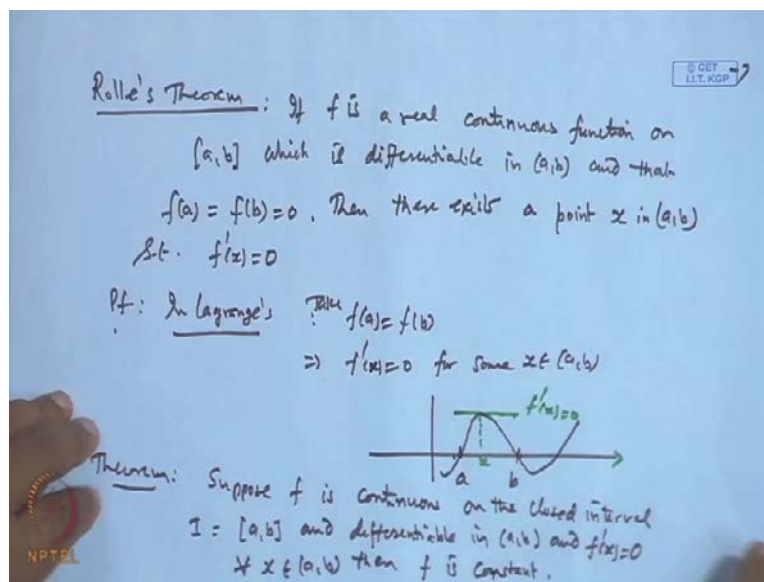 © CET
I.I.T. KGP
Rolle's Theorem : If f is a real continuous function on
[a,b] which is differentiable in (a,b) and that
f(a) = f(b) = 0. Then there exists a point x in (a,b)
S.t. f'(x)=0
Pf : In Lagrange's Take f(a) = f(b)
⇒ f'(x)=0 for some x ∈ (a,b)
f'(x)=0
a x b
Theorem: Suppose f is continuous on the closed interval
I = [a,b] and differentiable in (a,b) and f'(x)=0
∀ x ∈ (a,b) then f is constant.
NPTEL